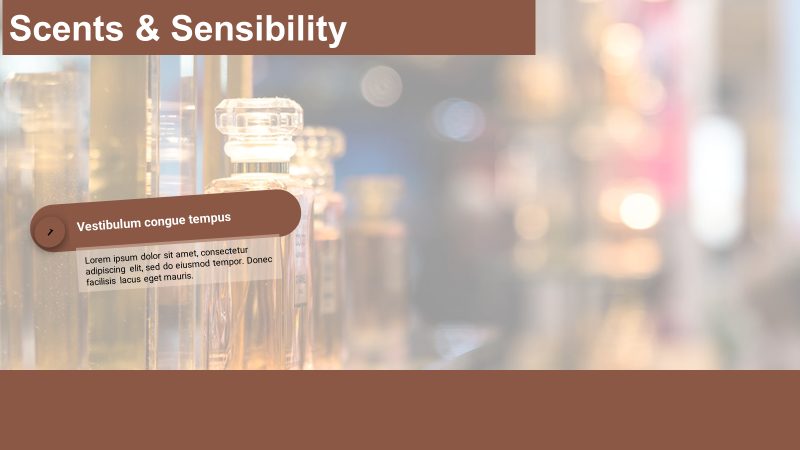 Scents & Sensibility
Vestibulum congue tempus
Lorem ipsum dolor sit amet, consectetur
adipiscing elit, sed do eiusmod tempor. Donec
facilisis lacus eget mauris.